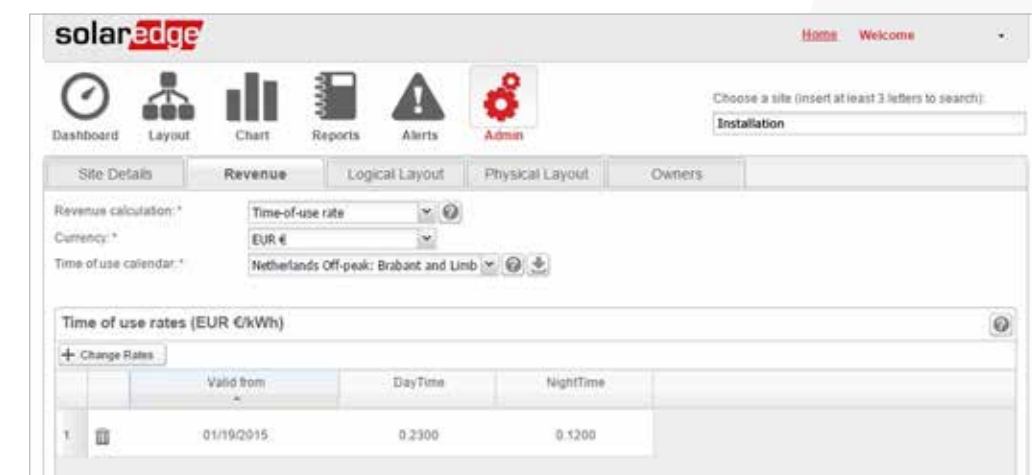 solaredge
Home Welcome
Dashboard Layout Chart Reports Alerts Admin
Choose a site (insert at least 3 letters to search):
Installation
Site Details Revenue Logical Layout Physical Layout Owners
Revenue calculation: * Time-of-use rate
Currency: * EUR €
Time of use calendar: * Netherlands Off-peak: Brabant and Limb
Time of use rates (EUR €/kWh)
+ Change Rates
Valid from DayTime NightTime
1 01/19/2015 0.2300 0.1200